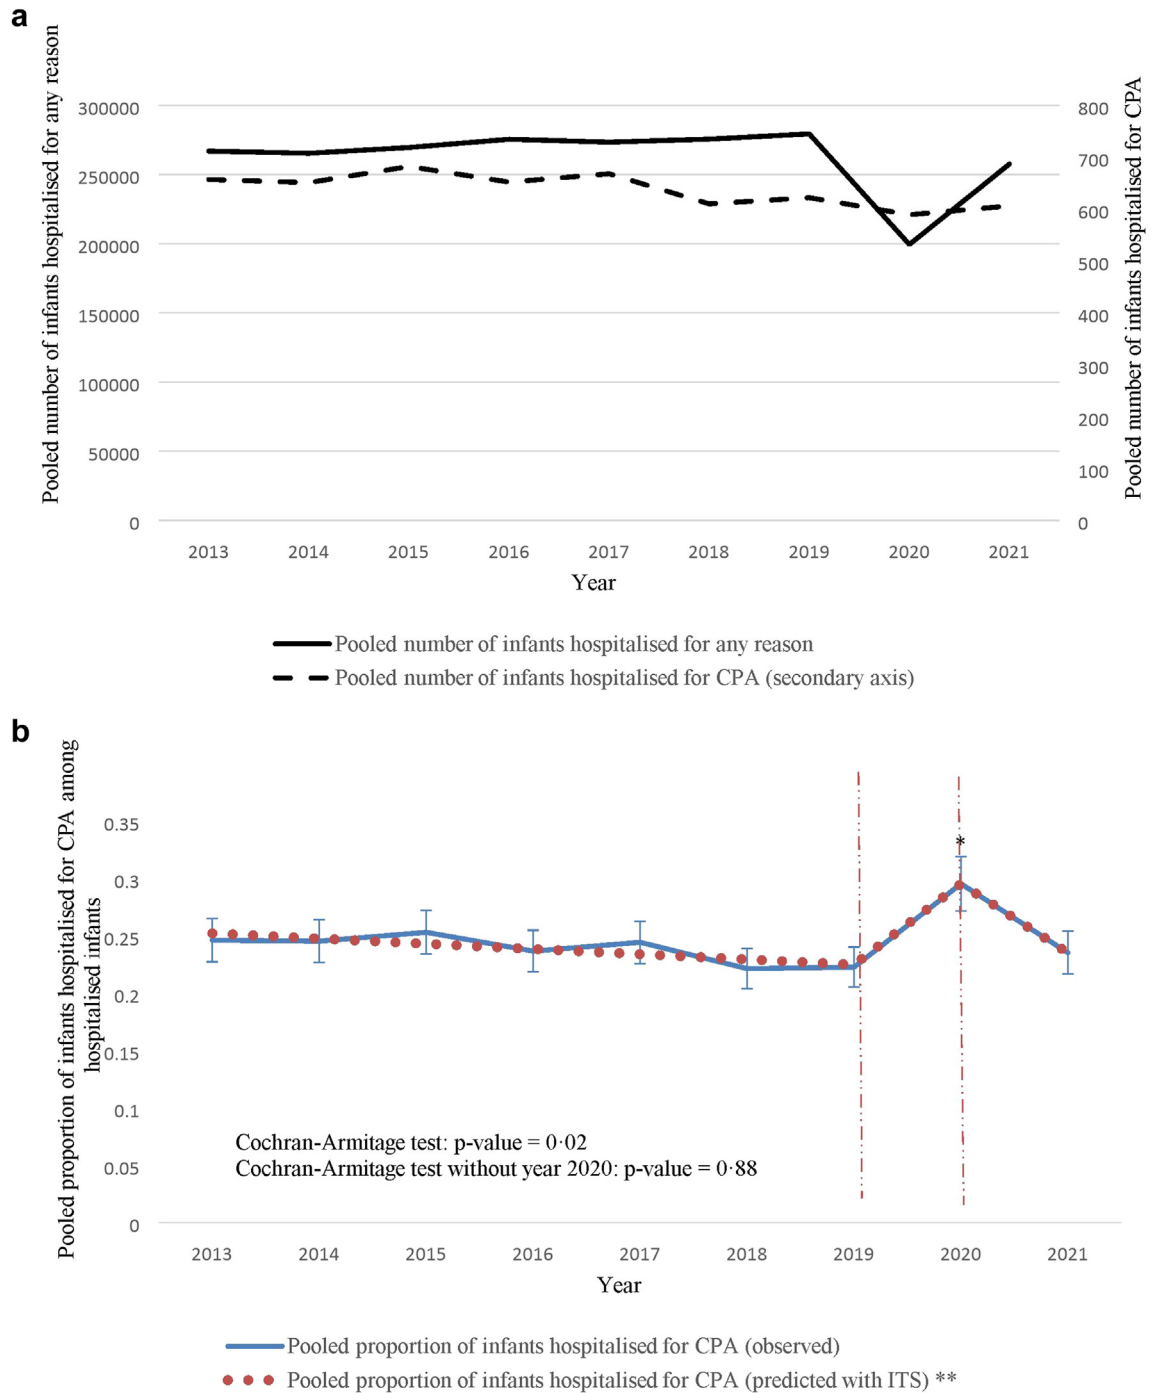 a
Pooled number of infants hospitalised for any reason
300000
250000
200000
150000
100000
50000
0
800
700
600
500
400
300
200
100
0
Pooled number of infants hospitalised for CPA
2013 2014 2015 2016 2017 2018 2019 2020 2021
Year
Pooled number of infants hospitalised for any reason
Pooled number of infants hospitalised for CPA (secondary axis)
b
Pooled proportion of infants hospitalised for CPA among
hospitalised infants
0.35
0.3
0.25
0.2
0.15
0.1
0.05
0
*
Cochran-Armitage test: p-value = 0·02
Cochran-Armitage test without year 2020: p-value = 0·88
2013 2014 2015 2016 2017 2018 2019 2020 2021
Year
Pooled proportion of infants hospitalised for CPA (observed)
Pooled proportion of infants hospitalised for CPA (predicted with ITS) **